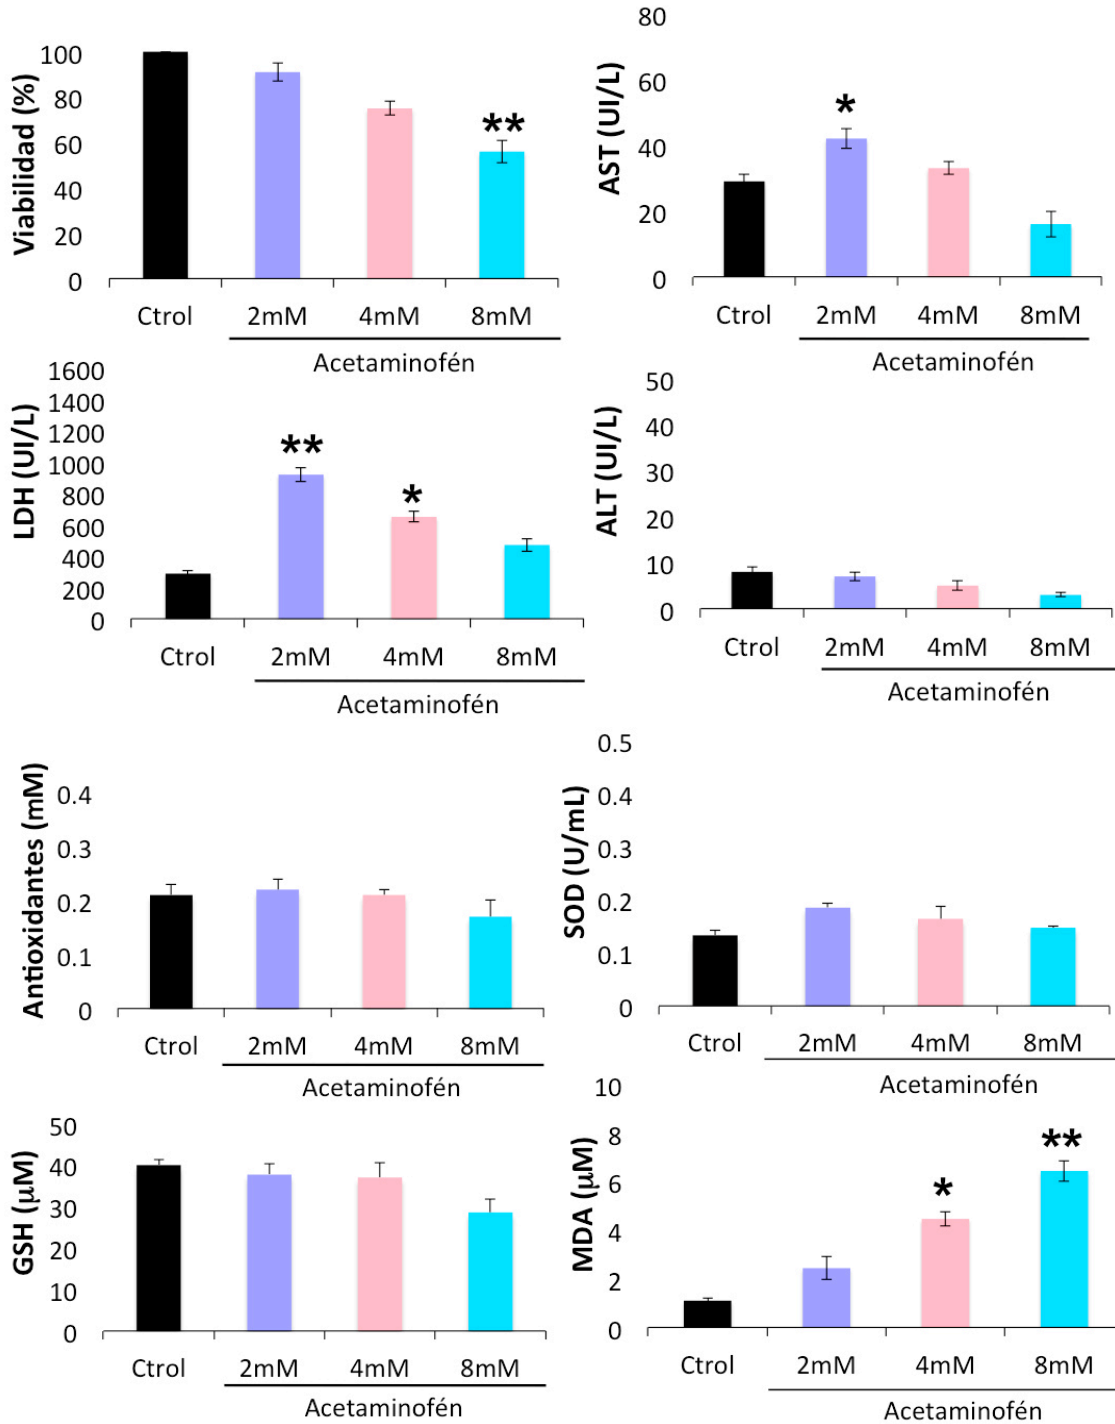 Viabilidad (%)
100
80
60
40
20
0
**
Ctrol 2mM 4mM 8mM
Acetaminofén
AST (UI/L)
80
60
40
20
0
*
Ctrol 2mM 4mM 8mM
Acetaminofén
LDH (UI/L)
1600
1400
1200
1000
800
600
400
200
0
**
*
Ctrol 2mM 4mM 8mM
Acetaminofén
ALT (UI/L)
50
40
30
20
10
0
Ctrol 2mM 4mM 8mM
Acetaminofén
Antioxidantes (mM)
0.4
0.3
0.2
0.1
0
Ctrol 2mM 4mM 8mM
Acetaminofén
SOD (U/mL)
0.5
0.4
0.3
0.2
0.1
0
Ctrol 2mM 4mM 8mM
Acetaminofén
GSH (µM)
50
40
30
20
10
0
Ctrol 2mM 4mM 8mM
Acetaminofén
MDA (µM)
10
8
6
4
2
0
*
**
Ctrol 2mM 4mM 8mM
Acetaminofén